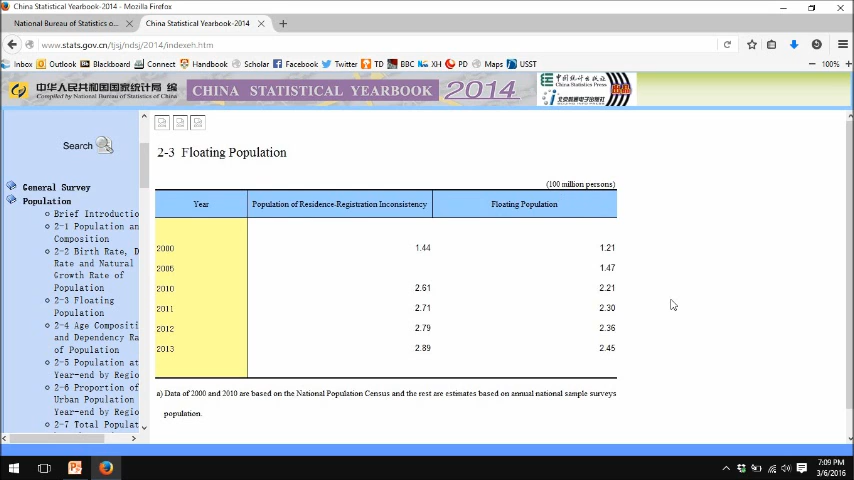 China Statistical Yearbook-2014 - Mozilla Firefox
National Bureau of Statistics o...
China Statistical Yearbook-2014
www.stats.gov.cn/tjsj/ndsj/2014/indexeh.htm
Inbox Outlook Blackboard Connect Handbook Scholar Facebook Twitter TD BBC XH PD Maps USST
100%
中华人民共和国国家统计局 编
Compiled by National Bureau of Statistics of China
CHINA STATISTICAL YEARBOOK 2014
中国统计出版社
China Statistics Press
Search
General Survey
Population
Brief Introductio
2-1 Population an
Composition
2-2 Birth Rate, D
Rate and Natural
Growth Rate of
Population
2-3 Floating
Population
2-4 Age Compositi
and Dependency Ra
of Population
2-5 Population at
Year-end by Regio
2-6 Proportion of
Urban Population
Year-end by Regio
2-7 Total Populat
2-3 Floating Population
(100 million persons)
Year Population of Residence-Registration Inconsistency Floating Population
2000 1.44 1.21
2005 1.47
2010 2.61 2.21
2011 2.71 2.30
2012 2.79 2.36
2013 2.89 2.45
a) Data of 2000 and 2010 are based on the National Population Census and the rest are estimates based on annual national sample surveys
population.
7:09 PM
3/6/2016